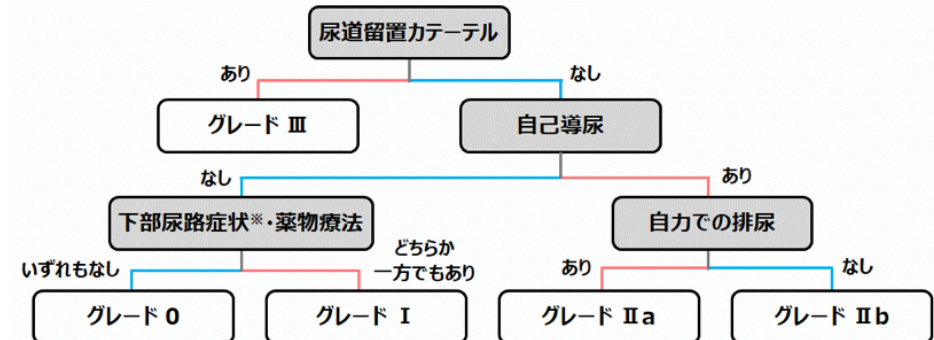 尿道留置カテーテル
あり
なし
グレード Ⅲ
自己導尿
なし
あり
下部尿路症状※・薬物療法
自力での排尿
いずれもなし
どちらか
一方でもあり
あり
なし
グレード 0
グレード Ⅰ
グレード Ⅱa
グレード Ⅱb